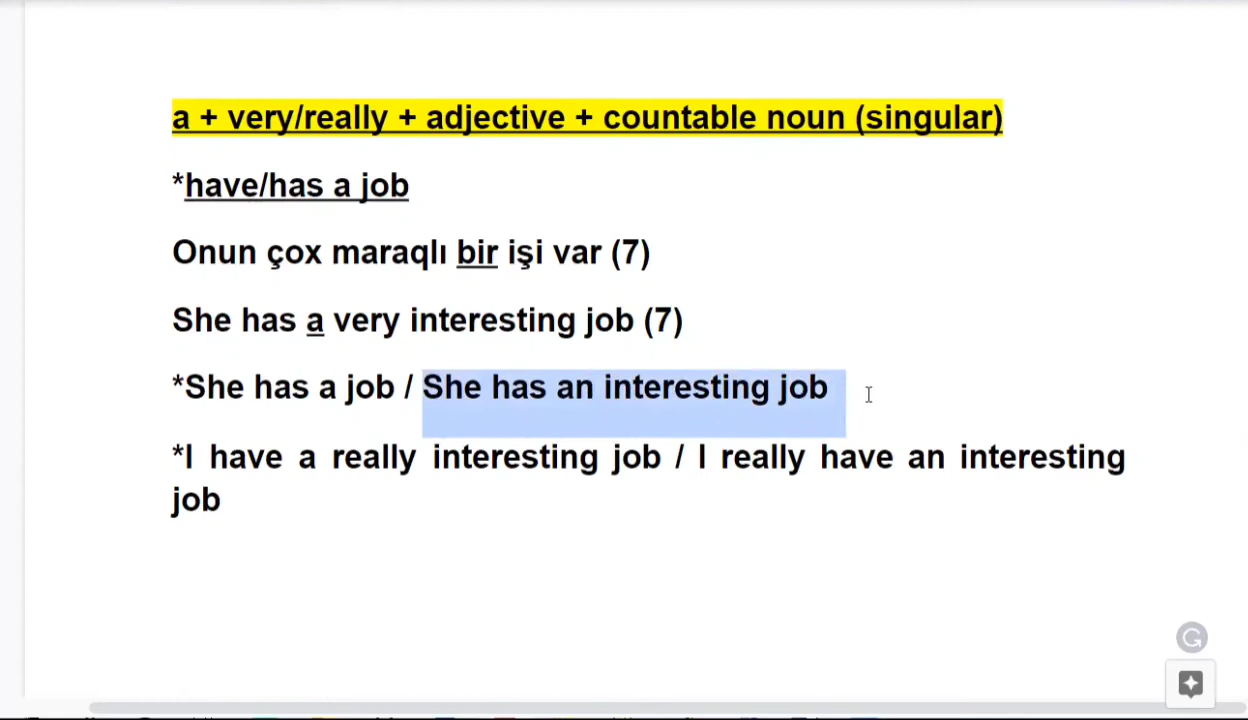 a + very/really + adjective + countable noun (singular)
*have/has a job
Onun çox maraqlı bir işi var (7)
She has a very interesting job (7)
*She has a job / She has an interesting job
*I have a really interesting job / I really have an interesting
job